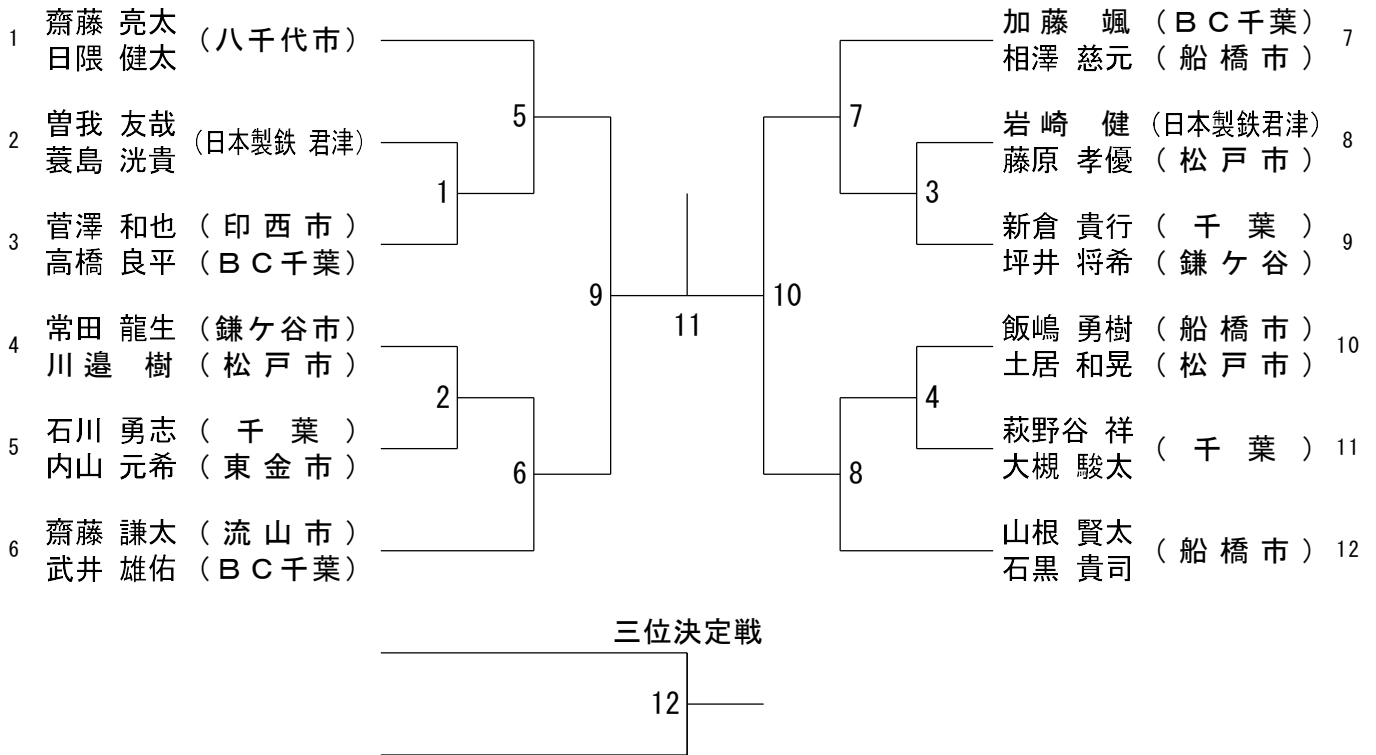 1 齋藤 亮太 (八千代市)
日隈 健太
2 曽我 友哉 (日本製鉄 君津)
蓑島 洸貴
3 菅澤 和也 (印西市)
高橋 良平 (BC千葉)
4 常田 龍生 (鎌ケ谷市)
川邉 樹 (松戸市)
5 石川 勇志 (千葉)
内山 元希 (東金市)
6 齋藤 謙太 (流山市)
武井 雄佑 (BC千葉)
5
1
9
2
6
11
7
3
10
4
8
加藤 颯 (BC千葉) 7
相澤 慈元 (船橋市)
岩崎 健 (日本製鉄君津) 8
藤原 孝優 (松戸市)
新倉 貴行 (千葉) 9
坪井 将希 (鎌ケ谷)
飯嶋 勇樹 (船橋市) 10
土居 和晃 (松戸市)
萩野谷 祥 (千葉) 11
大槻 駿太
山根 賢太 (船橋市) 12
石黒 貴司
三位決定戦
12